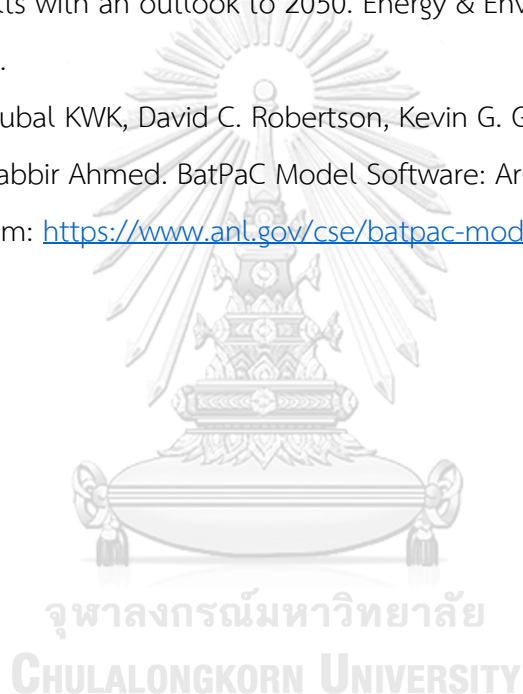 lts with an outlook to 2050. Energy & Env
.
ubal KWK, David C. Robertson, Kevin G. G
abbir Ahmed. BatPaC Model Software: Ar
m: https://www.anl.gov/cse/batpac-mod
จุฬาลงกรณ์มหาวิทยาลัย
CHULALONGKORN UNIVERSITY